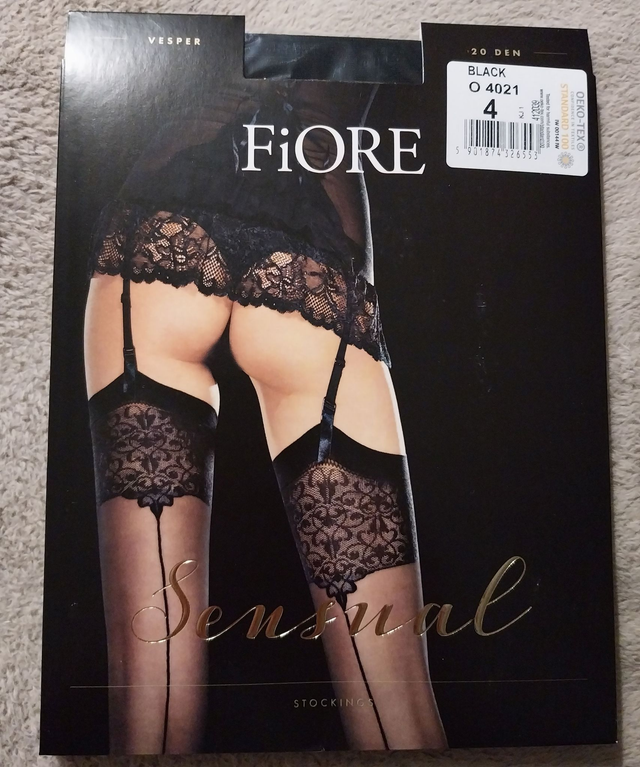 VESPER
20 DEN
BLACK
O 4021
4
5 901874 326553
OEKO-TEX®
STANDARD 100
FiORE
Sensual
STOCKINGS